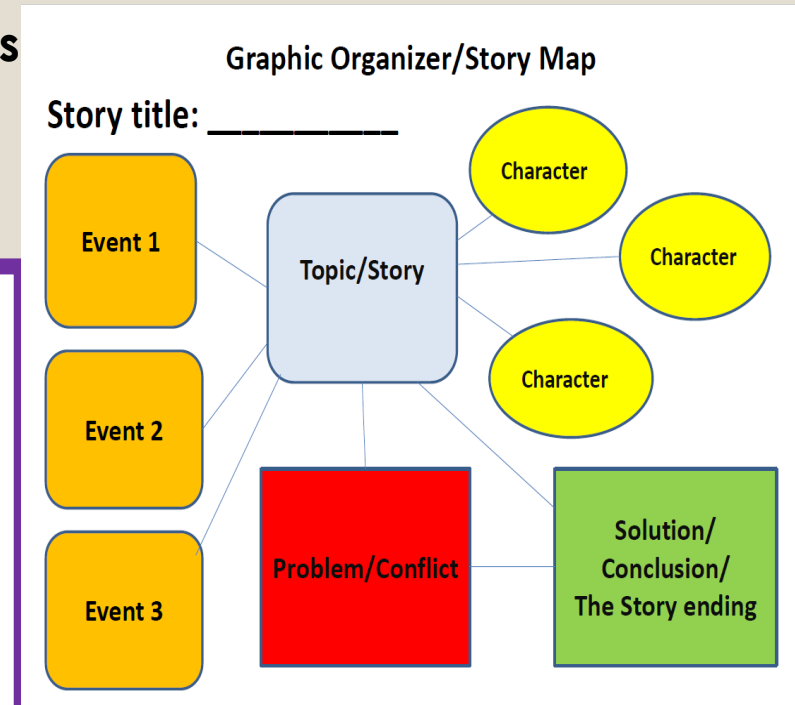 s
Graphic Organizer/Story Map
Story title: ___________
Character
Event 1
Topic/Story
Character
Character
Event 2
Problem/Conflict
Solution/
Conclusion/
The Story ending
Event 3